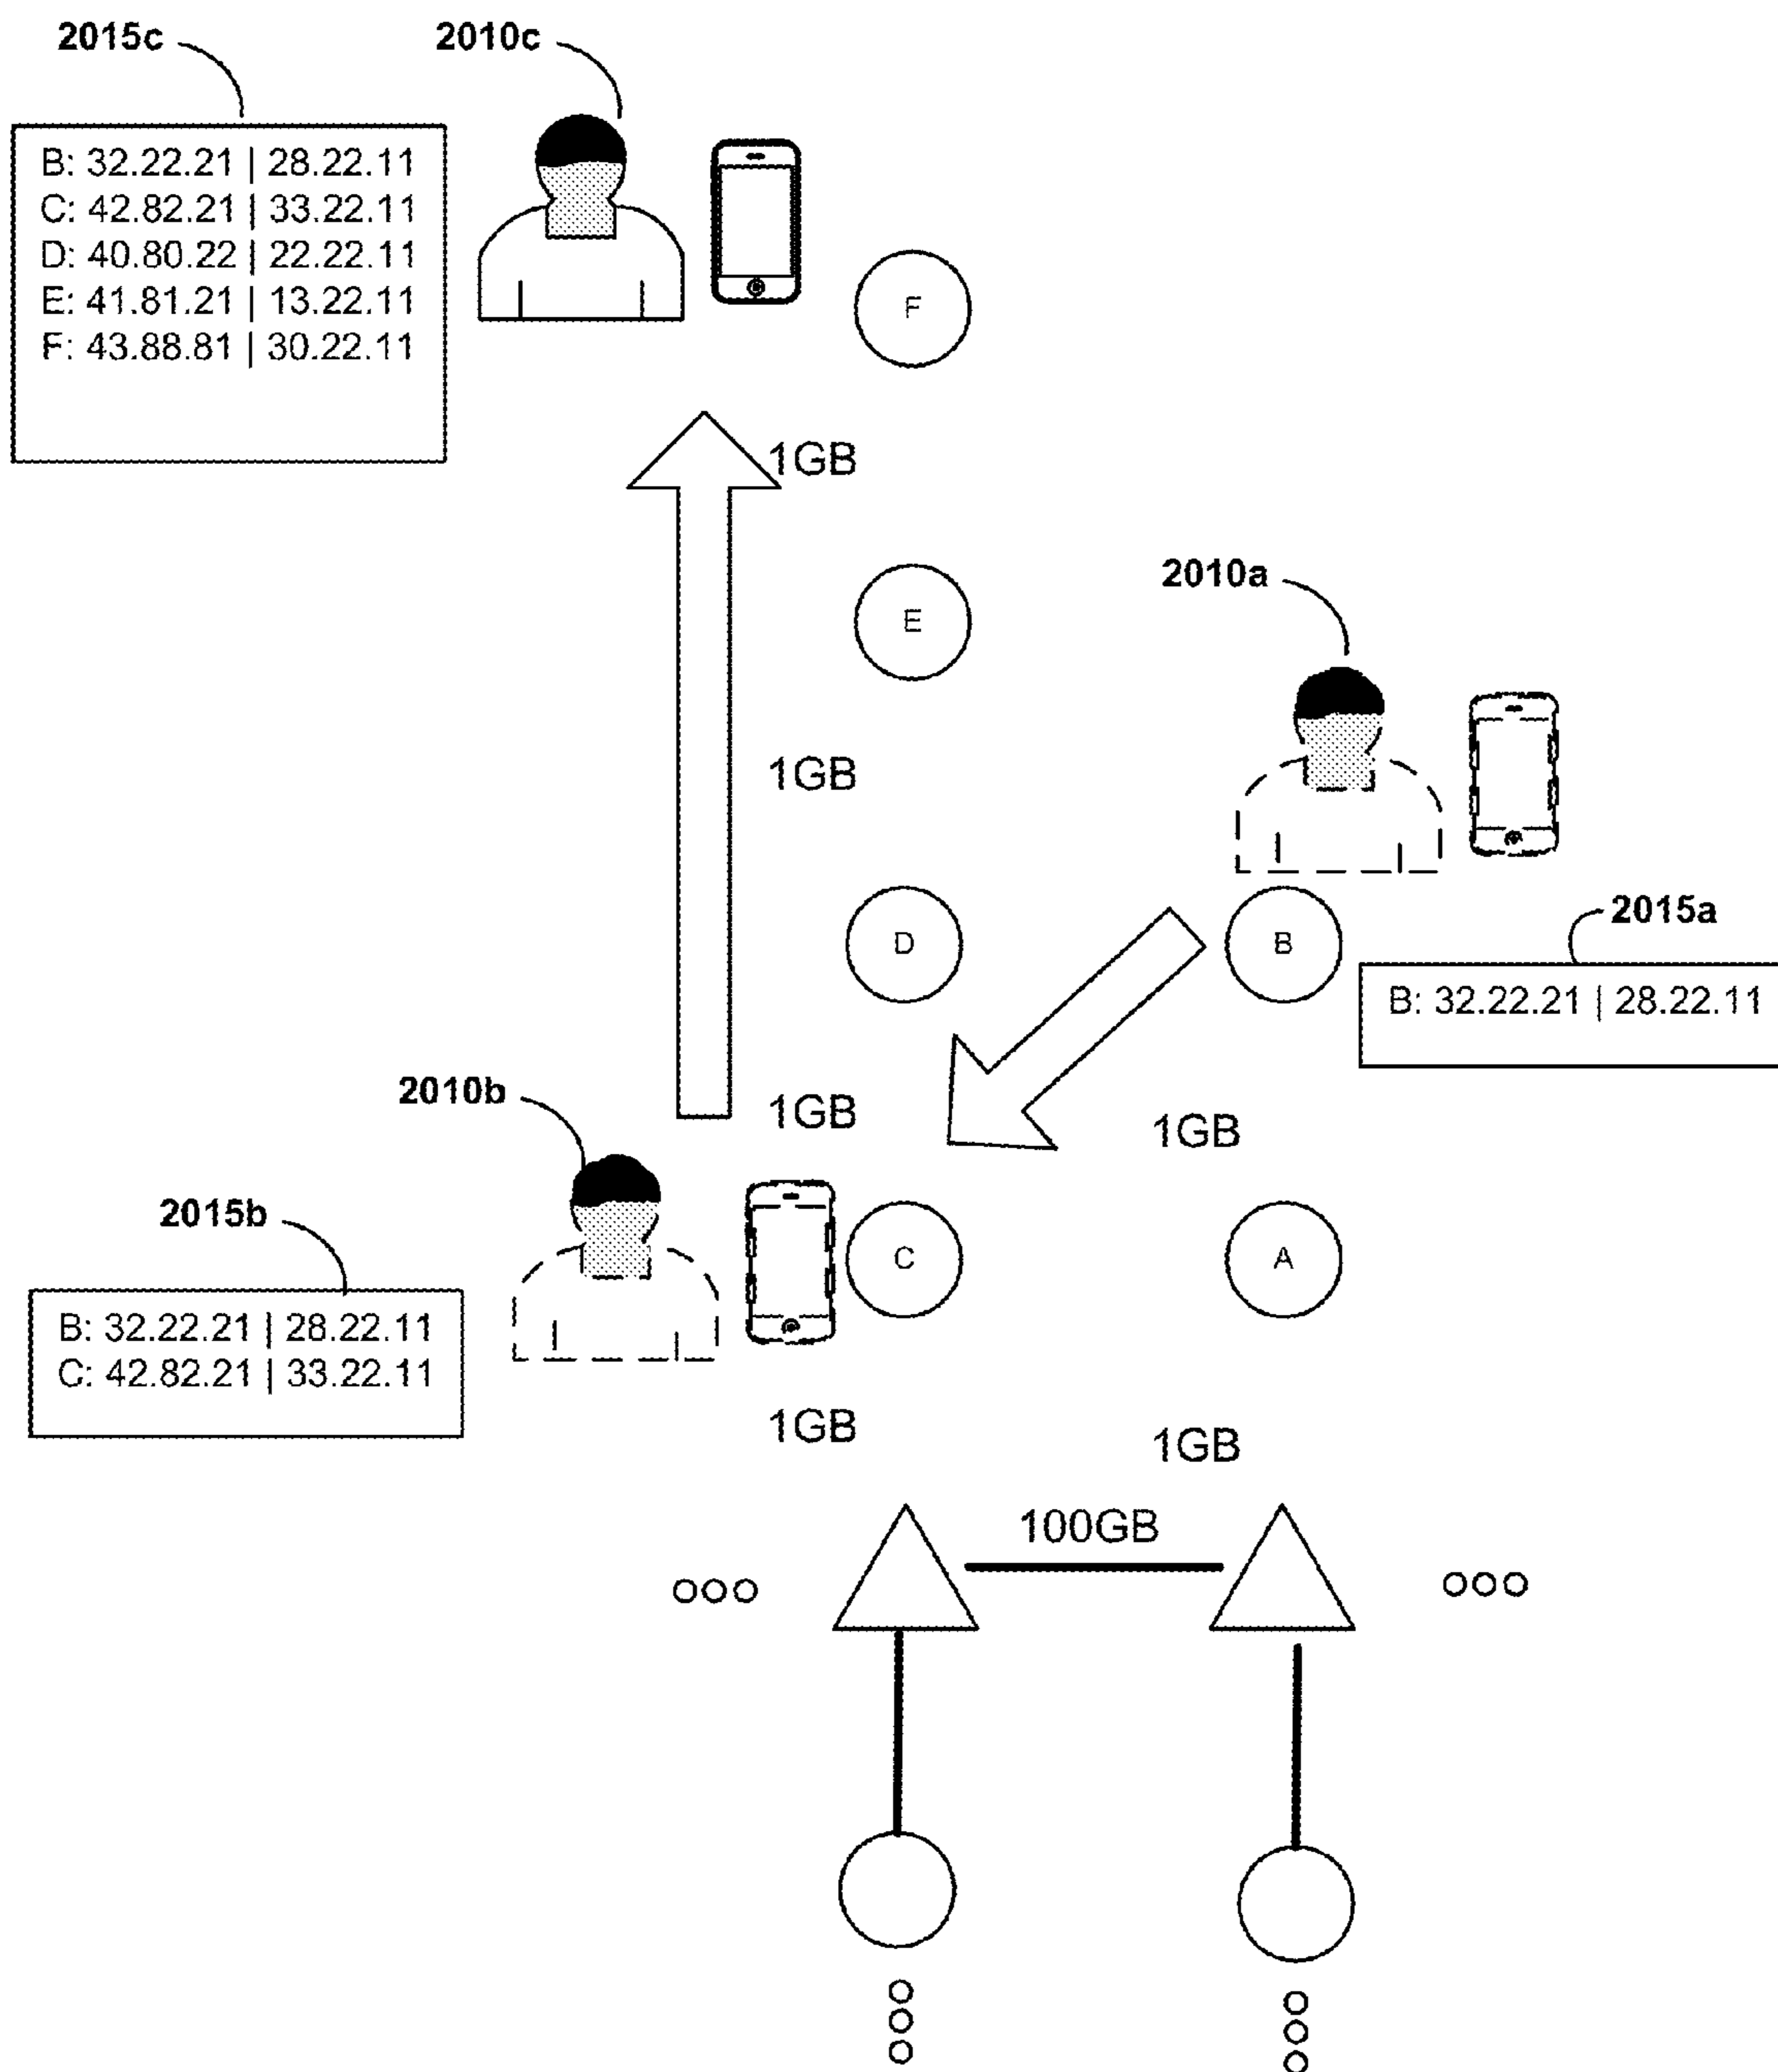 2015c
2010c
B: 32.22.21 | 28.22.11
C: 42.82.21 | 33.22.11
D: 40.80.22 | 22.22.11
E: 41.81.21 | 13.22.11
F: 43.88.81 | 30.22.11
F
1GB
2010a
E
1GB
D
B
2015a
B: 32.22.21 | 28.22.11
2010b
1GB
1GB
2015b
C
A
B: 32.22.21 | 28.22.11
C: 42.82.21 | 33.22.11
1GB
1GB
100GB